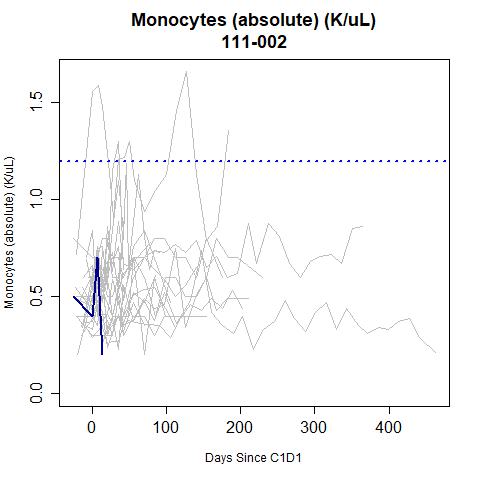 Monocytes (absolute) (K/uL)
111-002
Monocytes (absolute) (K/uL)
1.5
1.0
0.5
0.0
0 100 200 300 400
Days Since C1D1